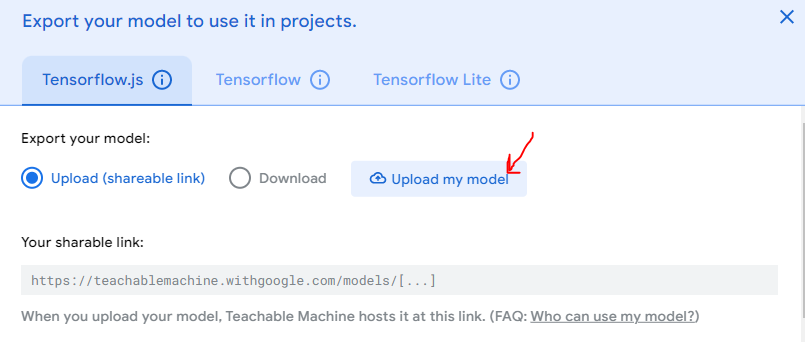 Export your model to use it in projects.
Tensorflow.js Tensorflow Tensorflow Lite
Export your model:
Upload (shareable link) Download Upload my model
Your sharable link:
https://teachablemachine.withgoogle.com/models/[...]
When you upload your model, Teachable Machine hosts it at this link. (FAQ: Who can use my model?)